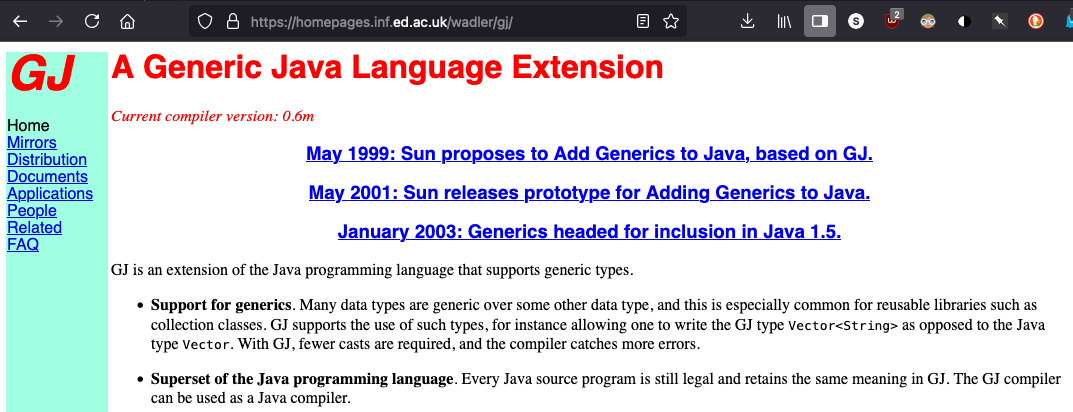 https://homepages.inf.ed.ac.uk/wadler/gj/
S
2
GJ
Home
Mirrors
Distribution
Documents
Applications
People
Related
FAQ
A Generic Java Language Extension
Current compiler version: 0.6m
May 1999: Sun proposes to Add Generics to Java, based on GJ.
May 2001: Sun releases prototype for Adding Generics to Java.
January 2003: Generics headed for inclusion in Java 1.5.
GJ is an extension of the Java programming language that supports generic types.
• Support for generics. Many data types are generic over some other data type, and this is especially common for reusable libraries such as
collection classes. GJ supports the use of such types, for instance allowing one to write the GJ type Vector<String> as opposed to the Java
type Vector. With GJ, fewer casts are required, and the compiler catches more errors.
• Superset of the Java programming language. Every Java source program is still legal and retains the same meaning in GJ. The GJ compiler
can be used as a Java compiler.